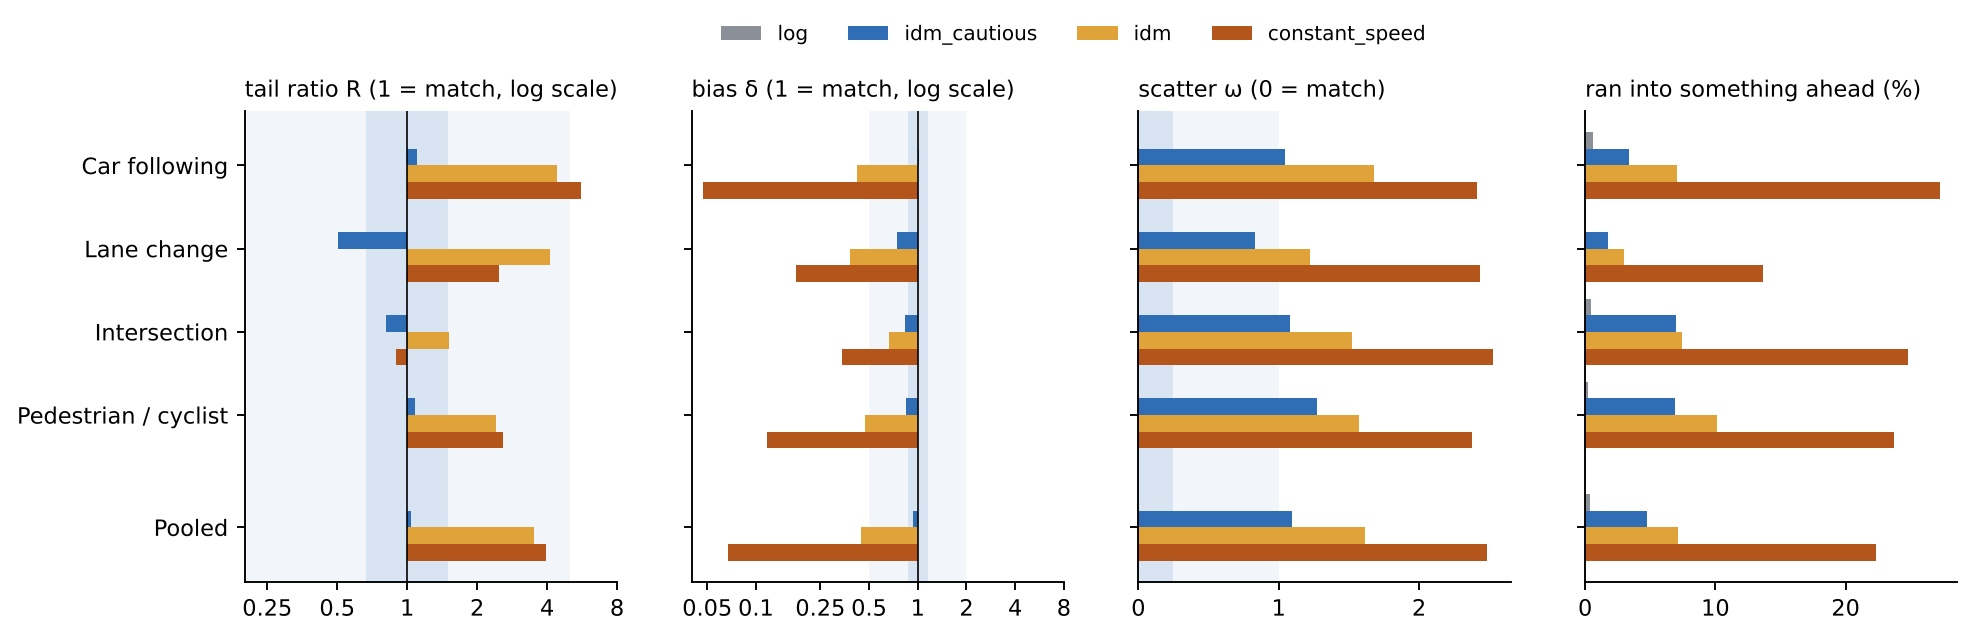 log idm_cautious idm constant_speed
tail ratio R (1 = match, log scale)
bias δ (1 = match, log scale)
scatter ω (0 = match)
ran into something ahead (%)
Car following
Lane change
Intersection
Pedestrian / cyclist
Pooled
0.25 0.5 1 2 4 8
0.05 0.1 0.25 0.5 1 2 4 8
0 1 2
0 10 20